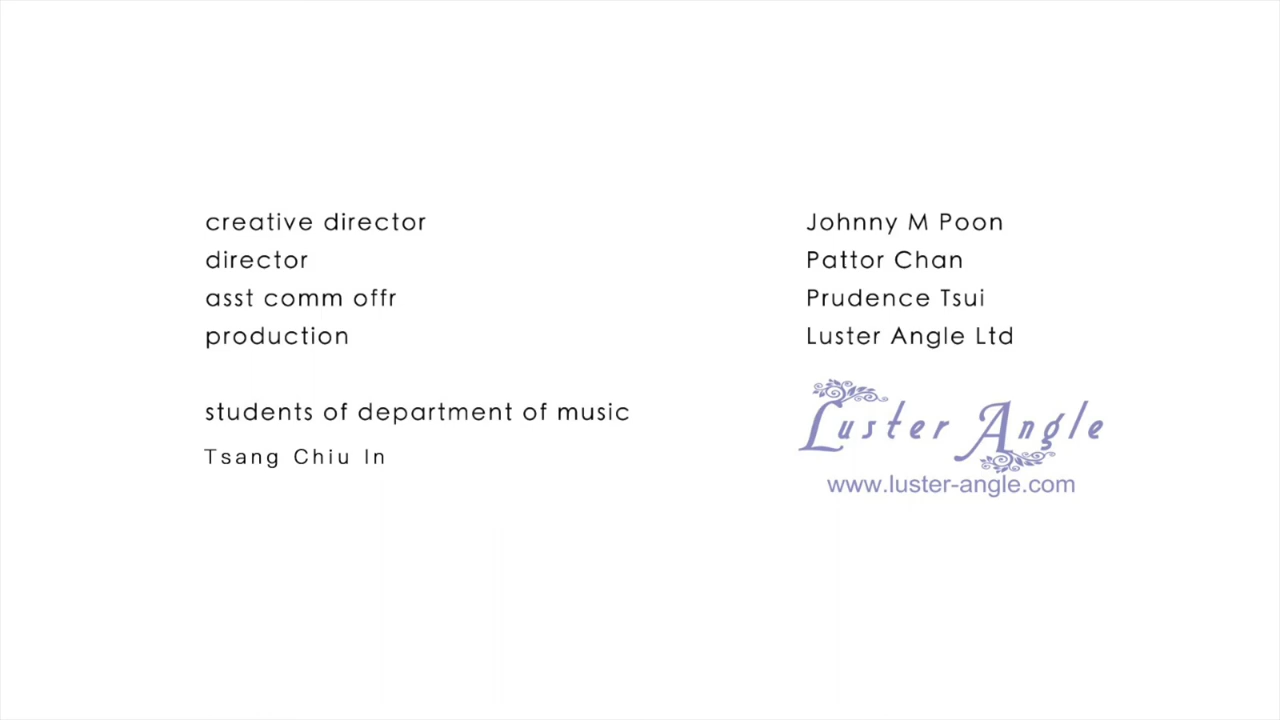 creative director Johnny M Poon
director Pattor Chan
asst comm offr Prudence Tsui
production Luster Angle Ltd
students of department of music
Tsang Chiu In
Luster Angle
www.luster-angle.com